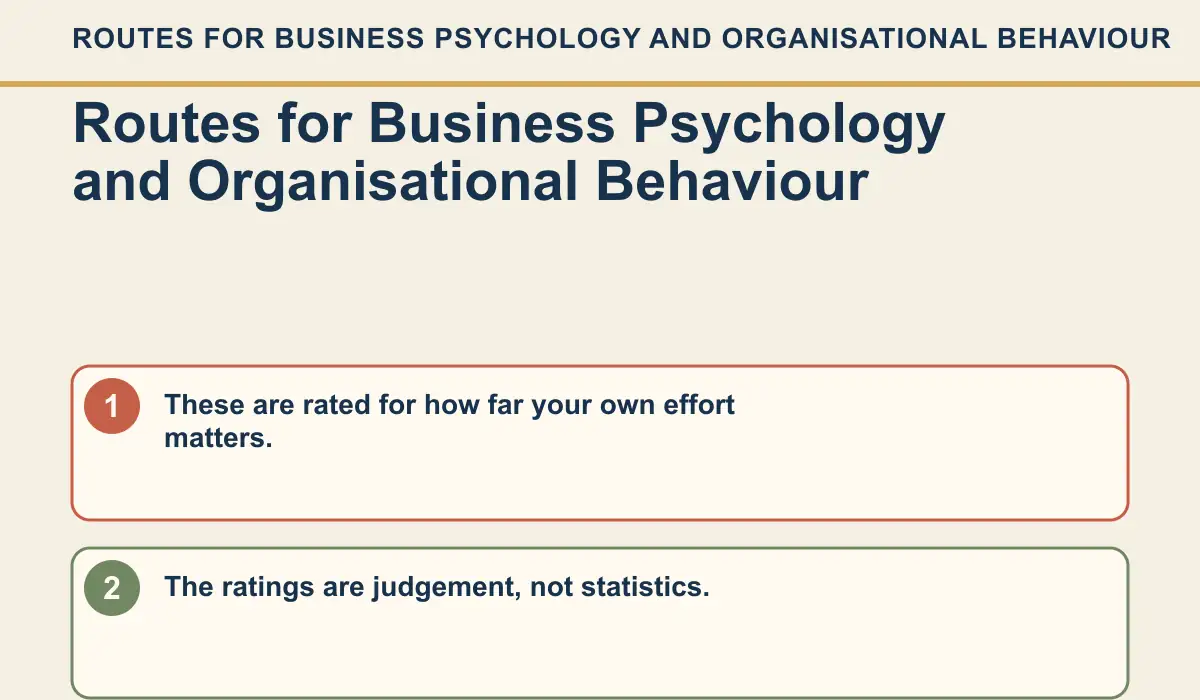 ROUTES FOR BUSINESS PSYCHOLOGY AND ORGANISATIONAL BEHAVIOUR
Routes for Business Psychology
and Organisational Behaviour
1
These are rated for how far your own effort
matters.
2
The ratings are judgement, not statistics.